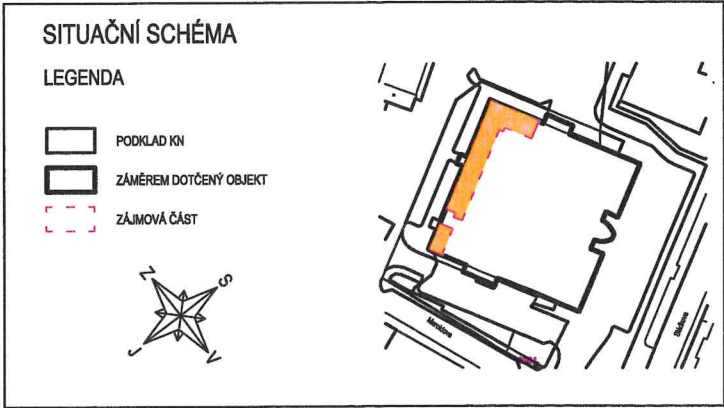 SITUAČNÍ SCHÉMA
LEGENDA
PODKLAD KN
ZÁMĚREM DOTČENÝ OBJEKT
ZÁJMOVÁ ČÁST
Z
S
J
V